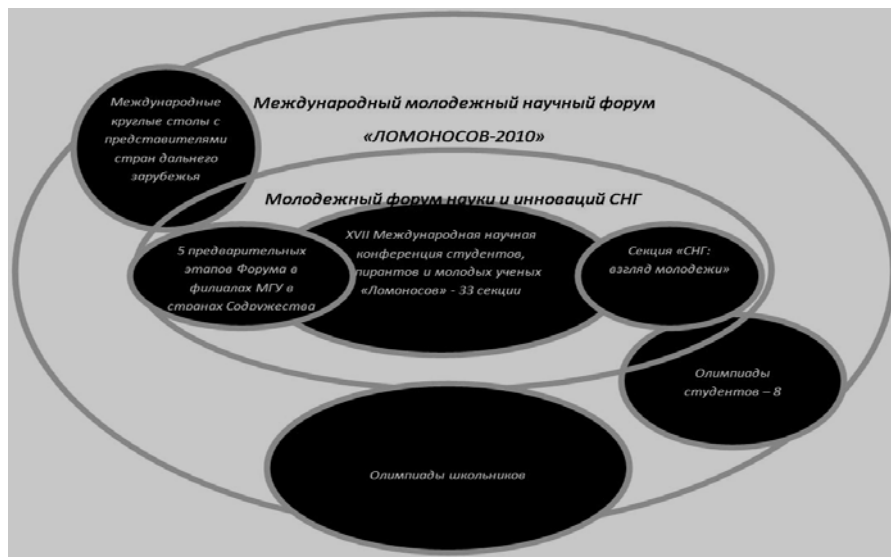 Международные
круглые столы с
представителями
стран дальнего
зарубежья
Международный молодежный научный форум
«ЛОМОНОСОВ-2010»
Молодежный форум науки и инноваций СНГ
5 предварительных
этапов Форума в
филиалах МГУ в
странах Содружества
XVII Международная научная
конференция студентов,
пирантов и молодых ученых
«Ломоносов» - 33 секции
Секция «СНГ:
взгляд молодежи»
Олимпиады
студентов – 8
Олимпиады школьников